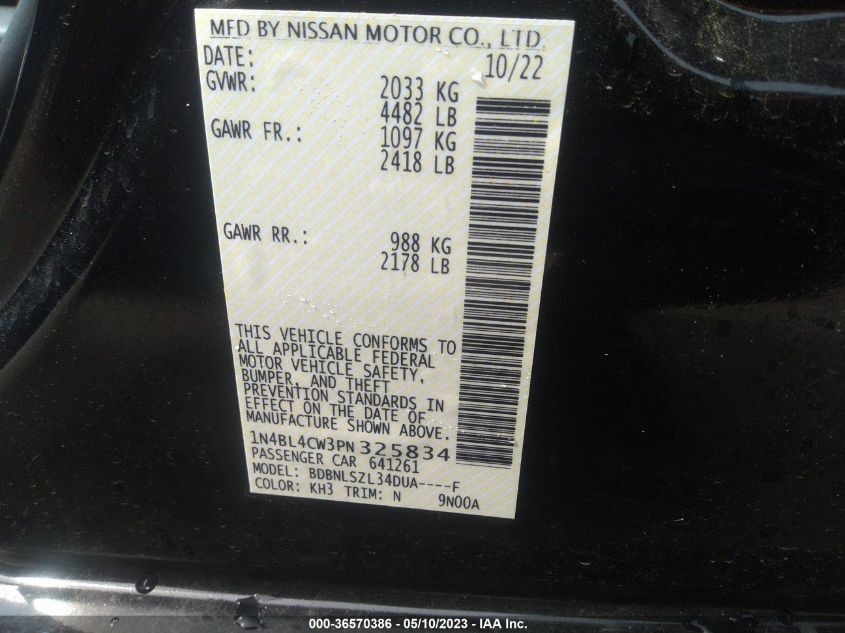 MFD BY NISSAN MOTOR CO., LTD.
DATE: 10/22
GVWR: 2033 KG
4482 LB
GAWR FR.: 1097 KG
2418 LB
GAWR RR.: 988 KG
2178 LB
THIS VEHICLE CONFORMS TO
ALL APPLICABLE FEDERAL
MOTOR VEHICLE SAFETY,
BUMPER, AND THEFT
PREVENTION STANDARDS IN
EFFECT ON THE DATE OF
MANUFACTURE SHOWN ABOVE.
1N4BL4CW3PN325834
PASSENGER CAR 641261
MODEL: BDBNLSZL34DUA----F
COLOR: KH3 TRIM: N 9N00A
000-36570386 - 05/10/2023 - IAA Inc.